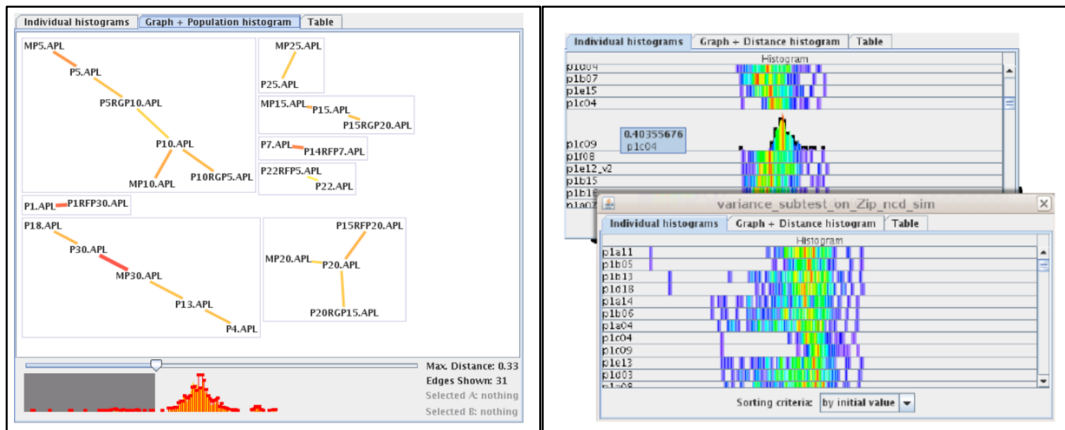 Individual histograms Graph + Population histogram Table
MP5.APL
P5.APL
P5RGP10.APL
P10.APL
MP10.APL
P10RGP5.APL
MP25.APL
P25.APL
MP15.APL
P15.APL
P15RGP20.APL
P7.APL
P14RFP7.APL
P22RFP5.APL
P22.APL
P1.APL
P1RFP30.APL
P18.APL
P30.APL
MP30.APL
P13.APL
P4.APL
P15RFP20.APL
MP20.APL
P20.APL
P20RGP15.APL
Max. Distance: 0.33
Edges Shown: 31
Selected A: nothing
Selected B: nothing
Individual histograms Graph + Distance histogram Table
Histogram
p1d04
p1b07
p1e15
p1c04
0.40355676
p1c04
p1c09
p1f08
p1e12_v2
p1b15
variance_subtest_on_Zip_ncd_sim
Individual histograms Graph + Distance histogram Table
Histogram
p1a11
p1b05
p1b13
p1d18
p1a14
p1b06
p1a04
p1c04
p1c09
p1e13
p1d03
p1a08
Sorting criteria: by initial value